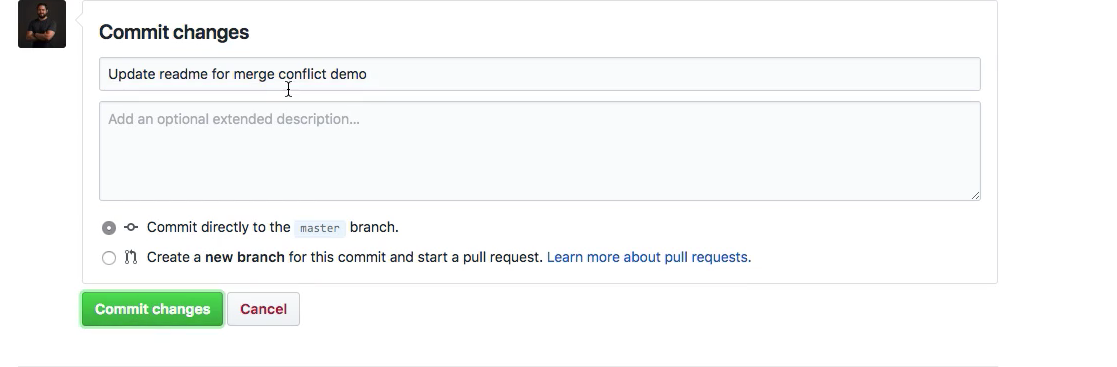 Commit changes
Update readme for merge conflict demo
Add an optional extended description...
Commit directly to the master branch.
Create a new branch for this commit and start a pull request. Learn more about pull requests.
Commit changes Cancel